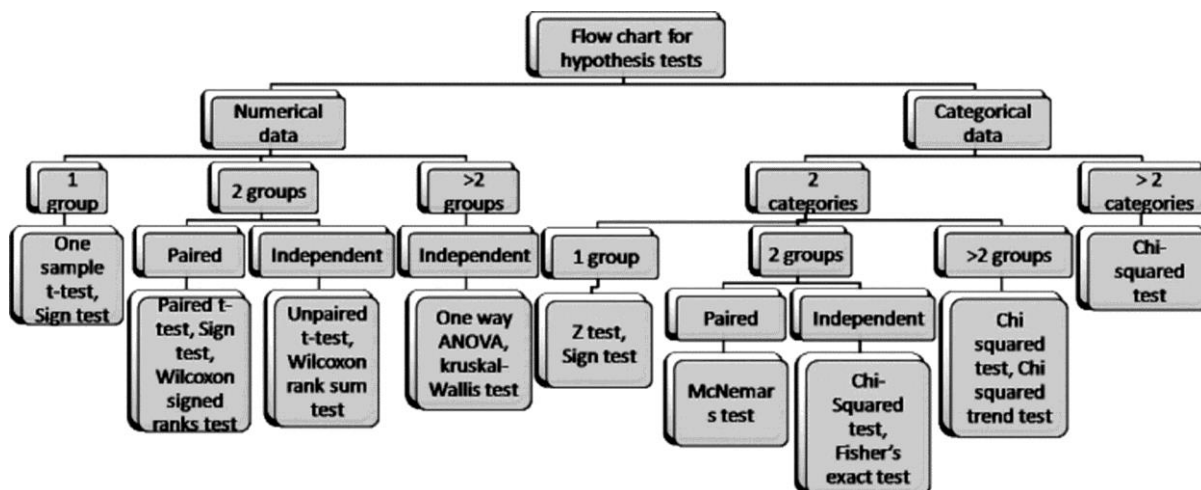 Flow chart for
hypothesis tests
Numerical
data
Categorical
data
1
group
2 groups
>2
groups
2
categories
> 2
categories
One
sample
t-test,
Sign test
Paired
Independent
Independent
1 group
2 groups
>2 groups
Chi-
squared
test
Paired t-
test, Sign
test,
Wilcoxon
signed
ranks test
Unpaired
t-test,
Wilcoxon
rank sum
test
One way
ANOVA,
kruskal-
Wallis test
Z test,
Sign test
Paired
Independent
Chi
squared
test, Chi
squared
trend test
McNemar
s test
Chi-
Squared
test,
Fisher's
exact test